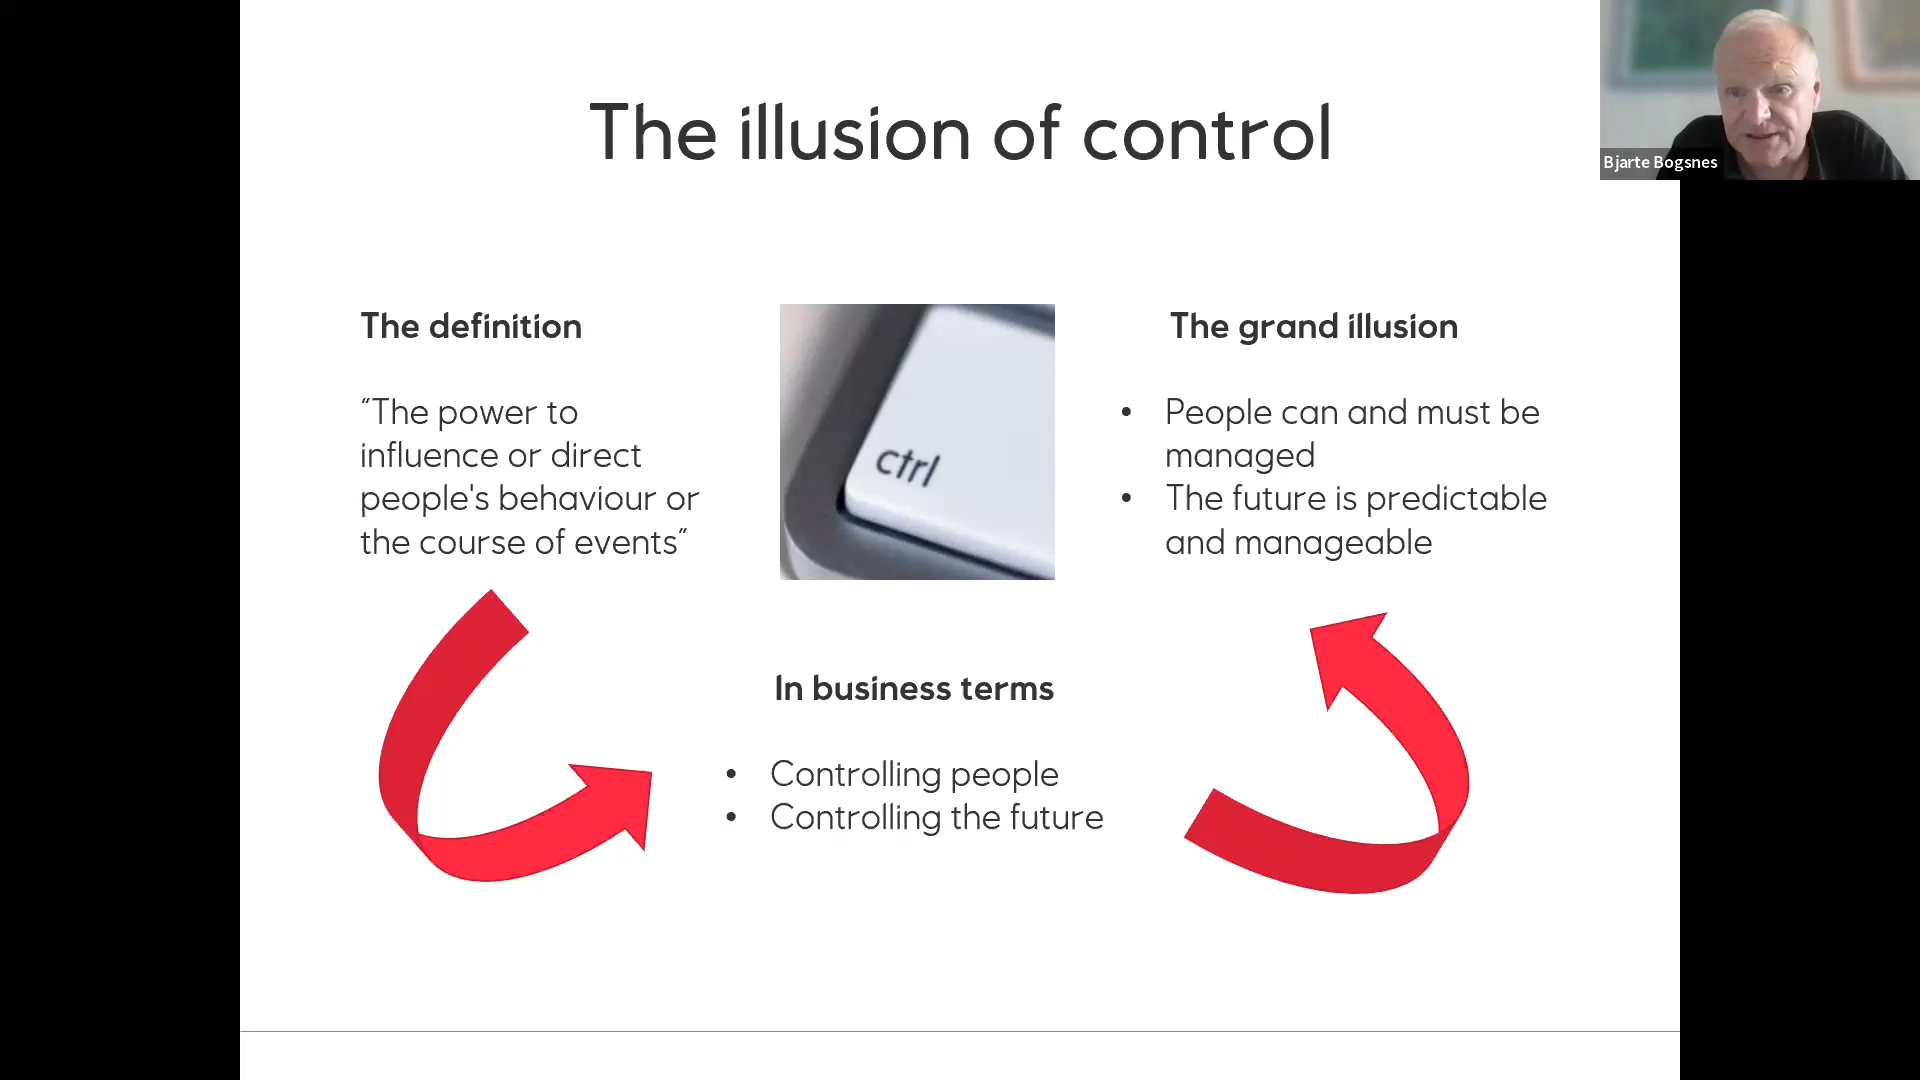 The illusion of control
Bjarte Bogsnes
The definition
“The power to
influence or direct
people's behaviour or
the course of events”
ctrl
The grand illusion
• People can and must be
managed
• The future is predictable
and manageable
In business terms
• Controlling people
• Controlling the future